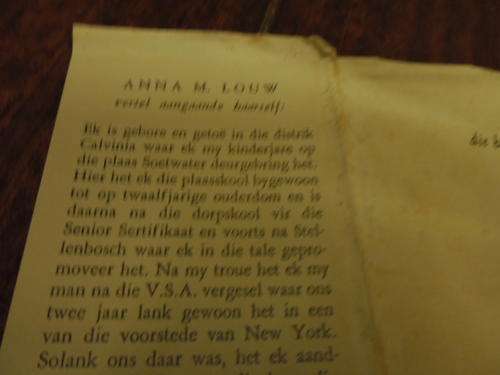 ANNA M. LOUW
vertel aangaande haarself:
Ek is gebore en getoë in die distrik
Calvinia waar ek my kinderjare op
die plaas Soetwater deurgebring het.
Hier het ek die plaasskool bygewoon
tot op twaalfjarige ouderdom en is
daarna na die dorpskool vir die
Senior Sertifikaat en voorts na Stel-
lenbosch waar ek in die tale gepro-
moveer het. Na my troue het ek my
man na die V.S.A. vergesel waar ons
twee jaar lank gewoon het in een
van die voorstede van New York.
Solank ons daar was, het ek aand-
die